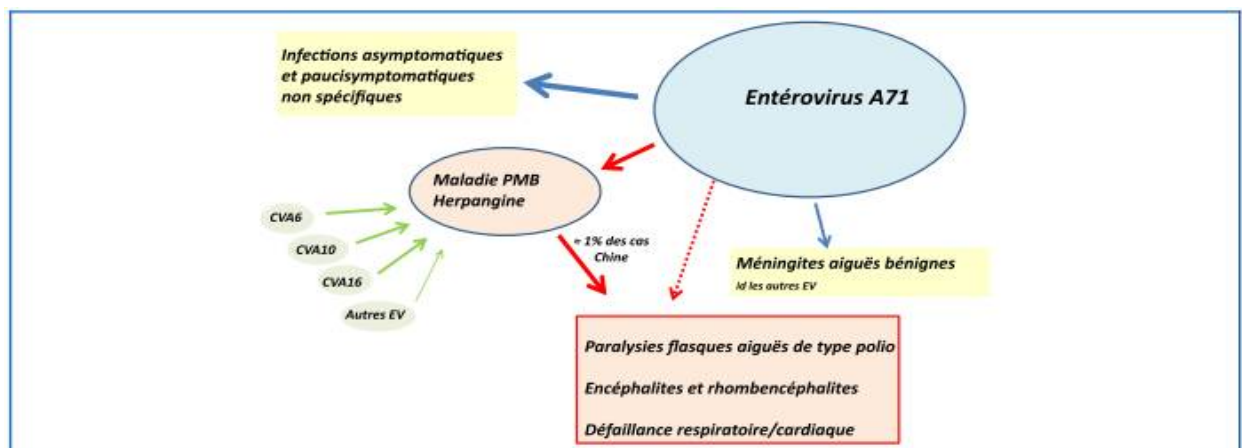 Infections asymptomatiques
et paucisymptomatiques
non spécifiques
Entérovirus A71
Maladie PMB
Herpangine
CVA6
CVA10
CVA16
Autres EV
≈ 1% des cas
Chine
Méningites aiguës bénignes
id les autres EV
Paralysies flasques aiguës de type polio
Encéphalites et rhombencéphalites
Défaillance respiratoire/cardiaque